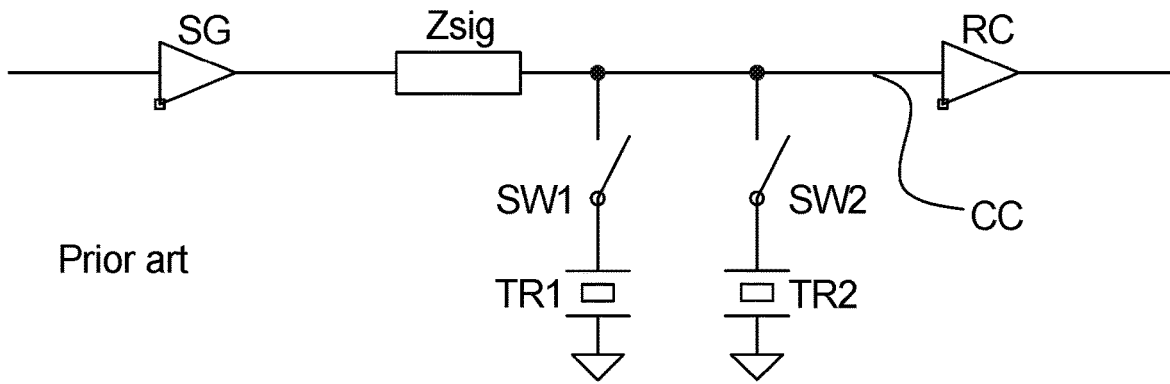 SG
Zsig
RC
SW1
SW2
CC
Prior art
TR1
TR2